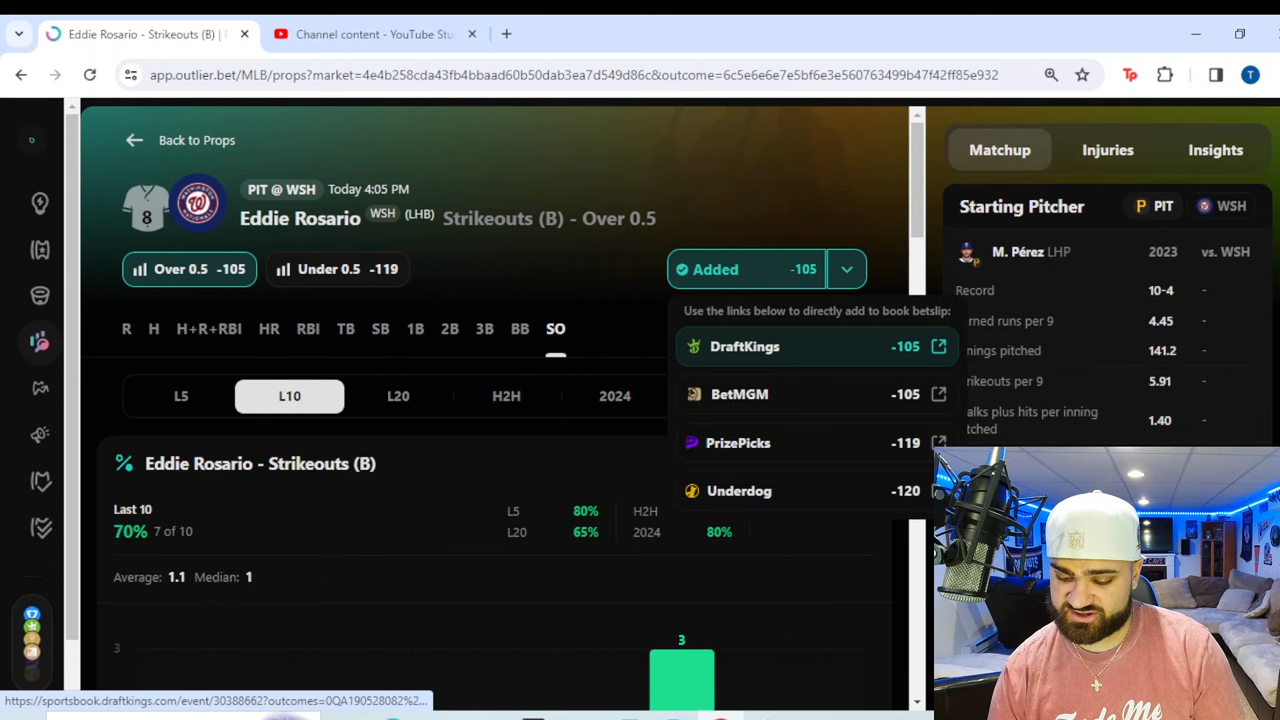 Eddie Rosario - Strikeouts (B) |
Channel content - YouTube Stu
app.outlier.bet/MLB/props?market=4e4b258cb43fb4bbaad60b50dcb3ea7d549d86c&outcome=6c5e6e6e7e5bf6e3e560763499b47f42ff85e932
Tp
T
Back to Props
8
PIT @ WSH Today 4:05 PM
Eddie Rosario WSH (LHB) Strikeouts (B) - Over 0.5
Over 0.5 -105
Under 0.5 -119
Added -105
R H H+R+RBI HR RBI TB SB 1B 2B 3B BB SO
L5 L10 L20 H2H 2024
Use the links below to directly add to book betslip:
DraftKings -105
BetMGM -105
PrizePicks -119
Underdog -120
Eddie Rosario - Strikeouts (B)
Last 10
70% 7 of 10
L5 80% H2H
L20 65% 2024 80%
Average: 1.1 Median: 1
3
3
Matchup Injuries Insights
Starting Pitcher PIT WSH
M. Pérez LHP 2023 vs. WSH
Record 10-4 -
rned runs per 9 4.45 -
nings pitched 141.2 -
rikeouts per 9 5.91 -
alks plus hits per inning
tched 1.40 -
https://sportsbook.draftkings.com/event/30388662?outcomes=0QA190528082%2...